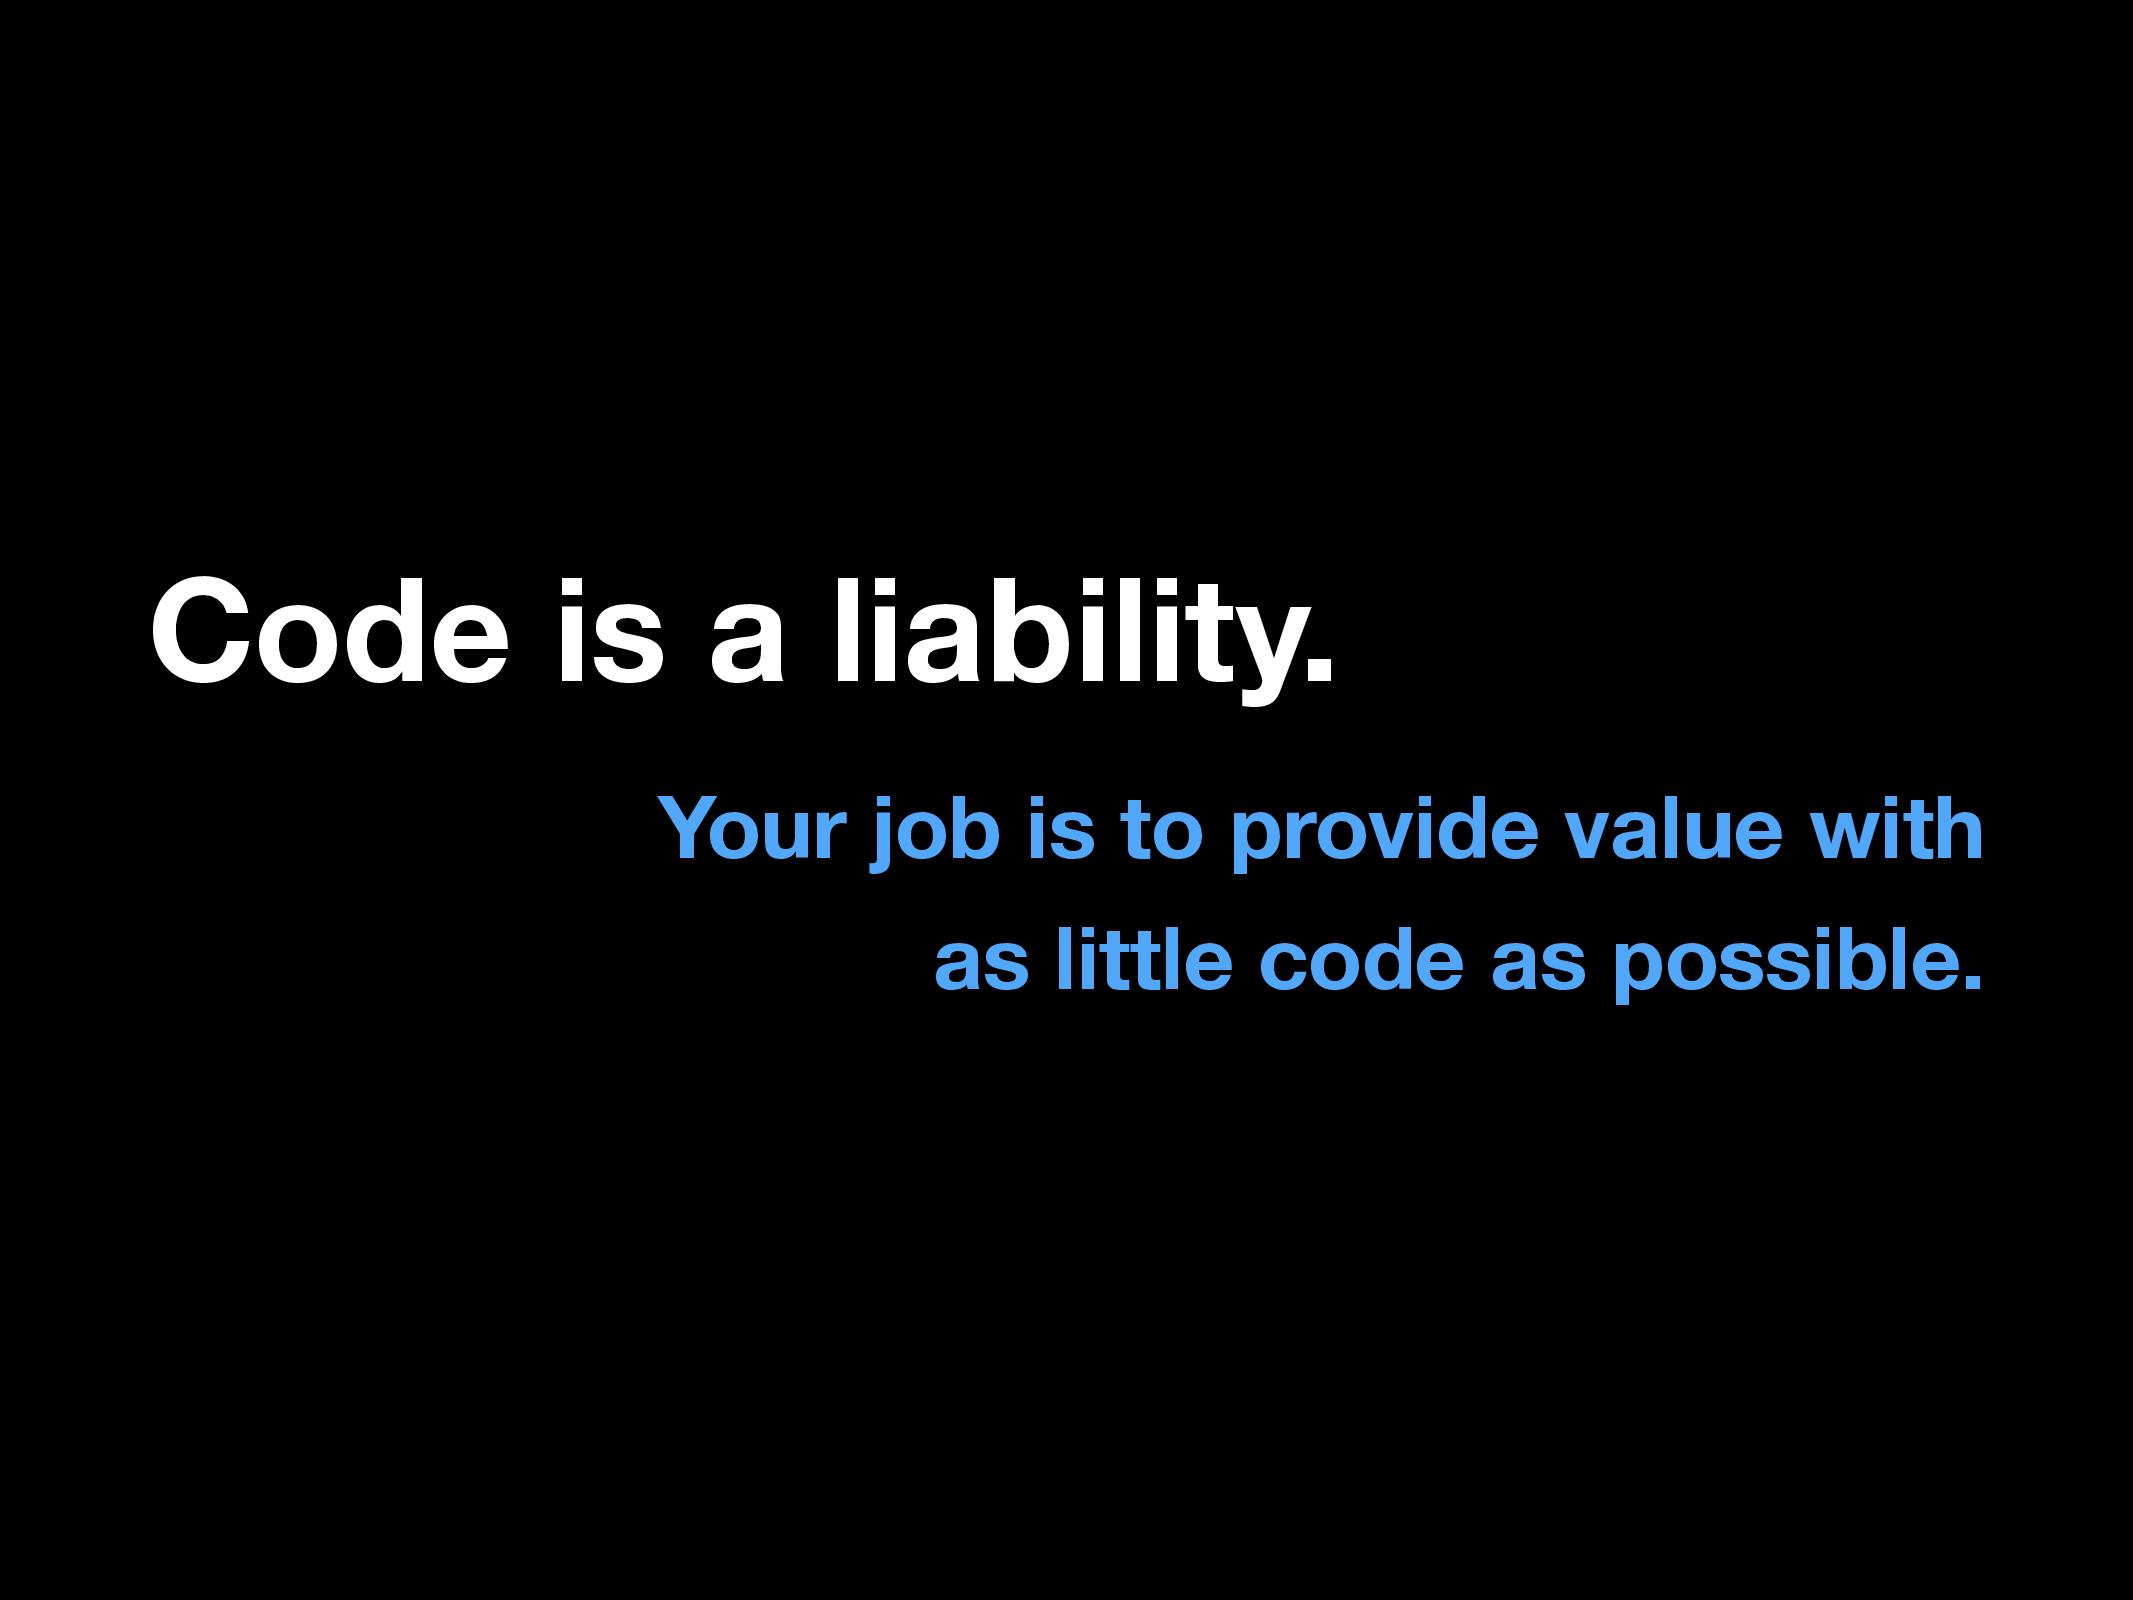 Code is a liability.
Your job is to provide value with
as little code as possible.